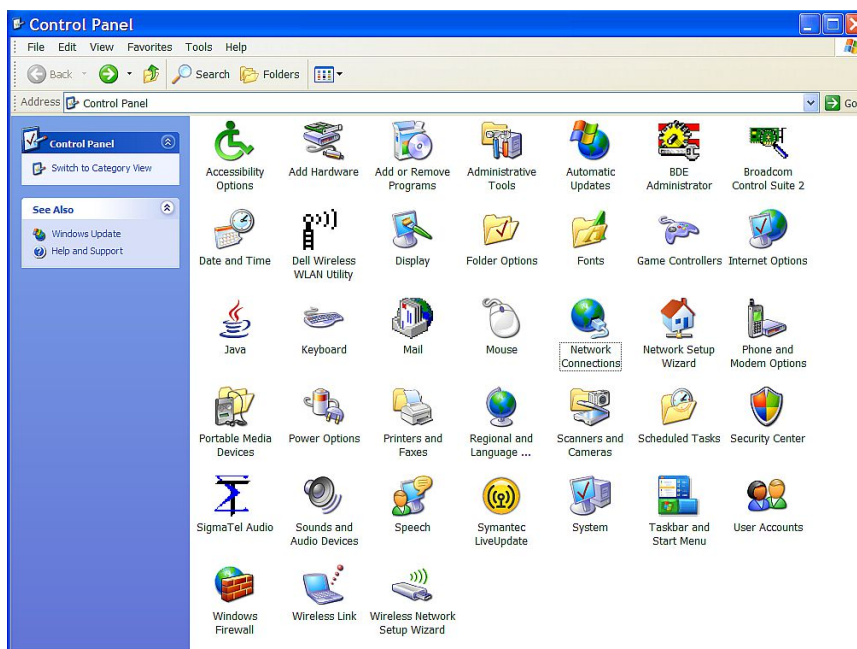 Control Panel
File Edit View Favorites Tools Help
Back Search Folders
Address Control Panel Go
Control Panel
Switch to Category View
See Also
Windows Update
Help and Support
Accessibility Options
Add Hardware
Add or Remove Programs
Administrative Tools
Automatic Updates
BDE Administrator
Broadcom Control Suite 2
Date and Time
Dell Wireless WLAN Utility
Display
Folder Options
Fonts
Game Controllers
Internet Options
Java
Keyboard
Mail
Mouse
Network Connections
Network Setup Wizard
Phone and Modem Options
Portable Media Devices
Power Options
Printers and Faxes
Regional and Language ...
Scanners and Cameras
Scheduled Tasks
Security Center
SigmaTel Audio
Sounds and Audio Devices
Speech
Symantec LiveUpdate
System
Taskbar and Start Menu
User Accounts
Windows Firewall
Wireless Link
Wireless Network Setup Wizard